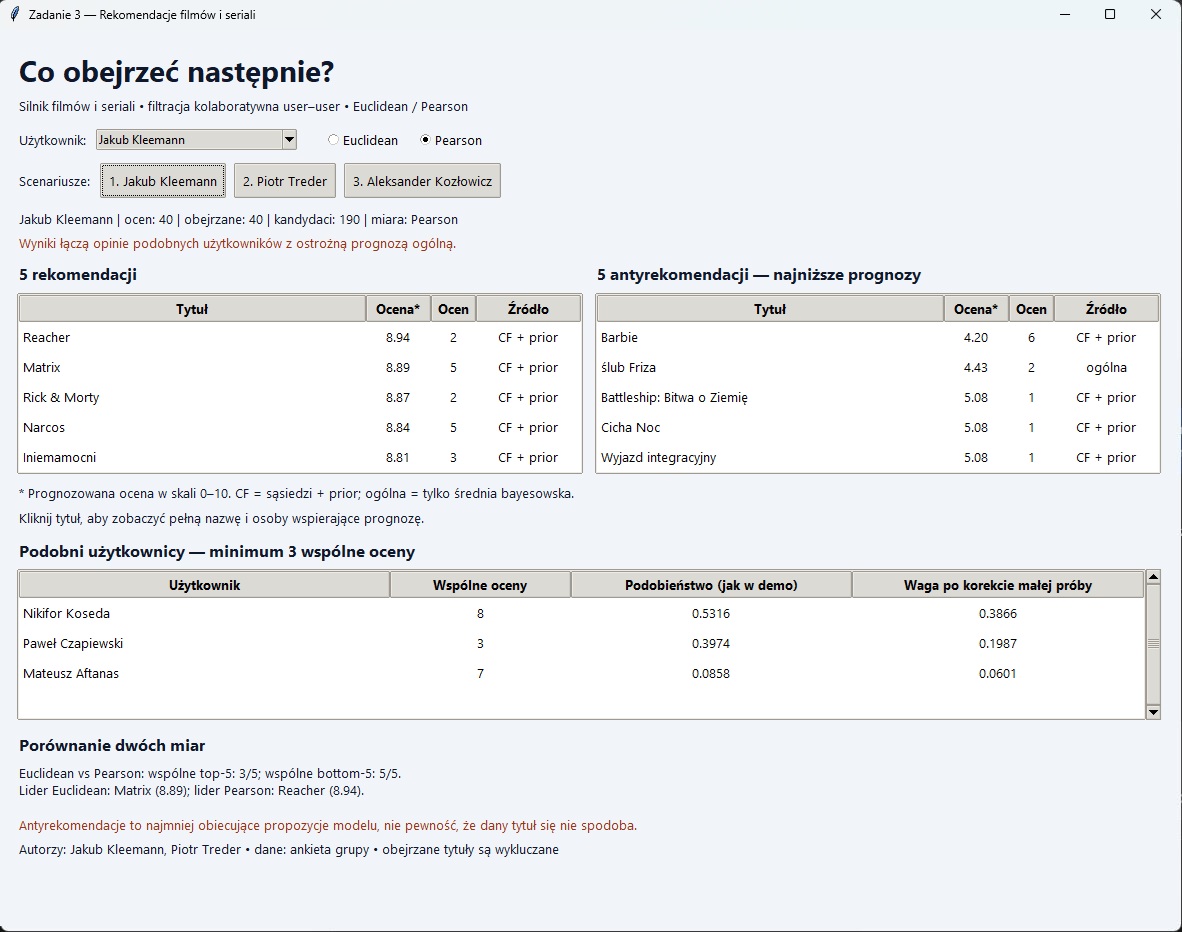 Zadanie 3 — Rekomendacje filmów i seriali
Co obejrzeć następnie?
Silnik filmów i seriali • filtracja kolaboratywna user–user • Euclidean / Pearson
Użytkownik: Jakub Kleemann Euclidean Pearson
Scenariusze: 1. Jakub Kleemann 2. Piotr Treder 3. Aleksander Kozłowicz
Jakub Kleemann | ocen: 40 | obejrzane: 40 | kandydaci: 190 | miara: Pearson
Wyniki łączą opinie podobnych użytkowników z ostrożną prognozą ogólną.
5 rekomendacji
Tytuł Ocena* Ocen Źródło
Reacher 8.94 2 CF + prior
Matrix 8.89 5 CF + prior
Rick & Morty 8.87 2 CF + prior
Narcos 8.84 5 CF + prior
Iniemamocni 8.81 3 CF + prior
5 antyrekomendacji — najniższe prognozy
Tytuł Ocena* Ocen Źródło
Barbie 4.20 6 CF + prior
ślub Friza 4.43 2 ogólna
Battleship: Bitwa o Ziemię 5.08 1 CF + prior
Cicha Noc 5.08 1 CF + prior
Wyjazd integracyjny 5.08 1 CF + prior
* Prognozowana ocena w skali 0–10. CF = sąsiedzi + prior; ogólna = tylko średnia bayesowska.
Kliknij tytuł, aby zobaczyć pełną nazwę i osoby wspierające prognozę.
Podobni użytkownicy — minimum 3 wspólne oceny
Użytkownik Wspólne oceny Podobieństwo (jak w demo) Waga po korekcie małej próby
Nikifor Koseda 8 0.5316 0.3866
Paweł Czapiewski 3 0.3974 0.1987
Mateusz Aftanas 7 0.0858 0.0601
Porównanie dwóch miar
Euclidean vs Pearson: wspólne top-5: 3/5; wspólne bottom-5: 5/5.
Lider Euclidean: Matrix (8.89); lider Pearson: Reacher (8.94).
Antyrekomendacje to najmniej obiecujące propozycje modelu, nie pewność, że dany tytuł się nie spodoba.
Autorzy: Jakub Kleemann, Piotr Treder • dane: ankieta grupy • obejrzane tytuły są wykluczane